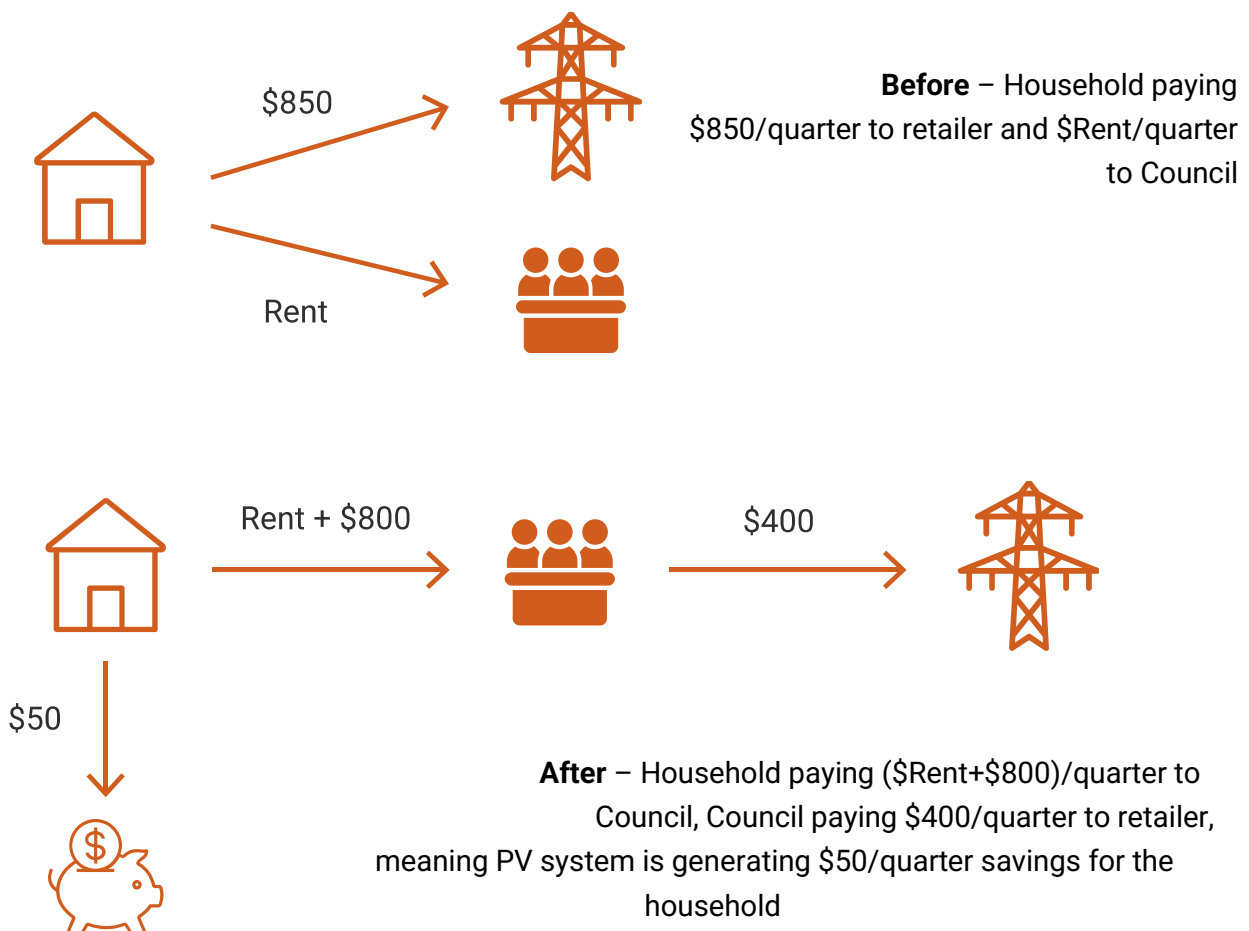 $850
Before – Household paying
$850/quarter to retailer and $Rent/quarter
to Council
Rent
Rent + $800
$400
$50
$
After – Household paying ($Rent+$800)/quarter to
Council, Council paying $400/quarter to retailer,
meaning PV system is generating $50/quarter savings for the
household